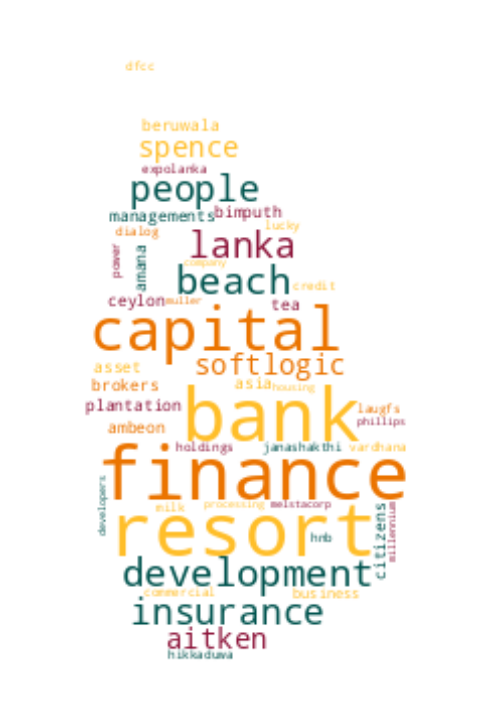 dfcc
beruwala
spence
expolanka
people
managements bimputh
dialog lucky
power amana lanka
company
beach credit
ceylon muller tea
capital
softlogic
asset
brokers asia housing
plantation bank laugfs
phillips
ambeon
holdings janashakthi vardhana
finance
developers milk processing melstacorp
resort hnb citizens millennium
development
commercial business
insurance
aitken
hikkaduwa